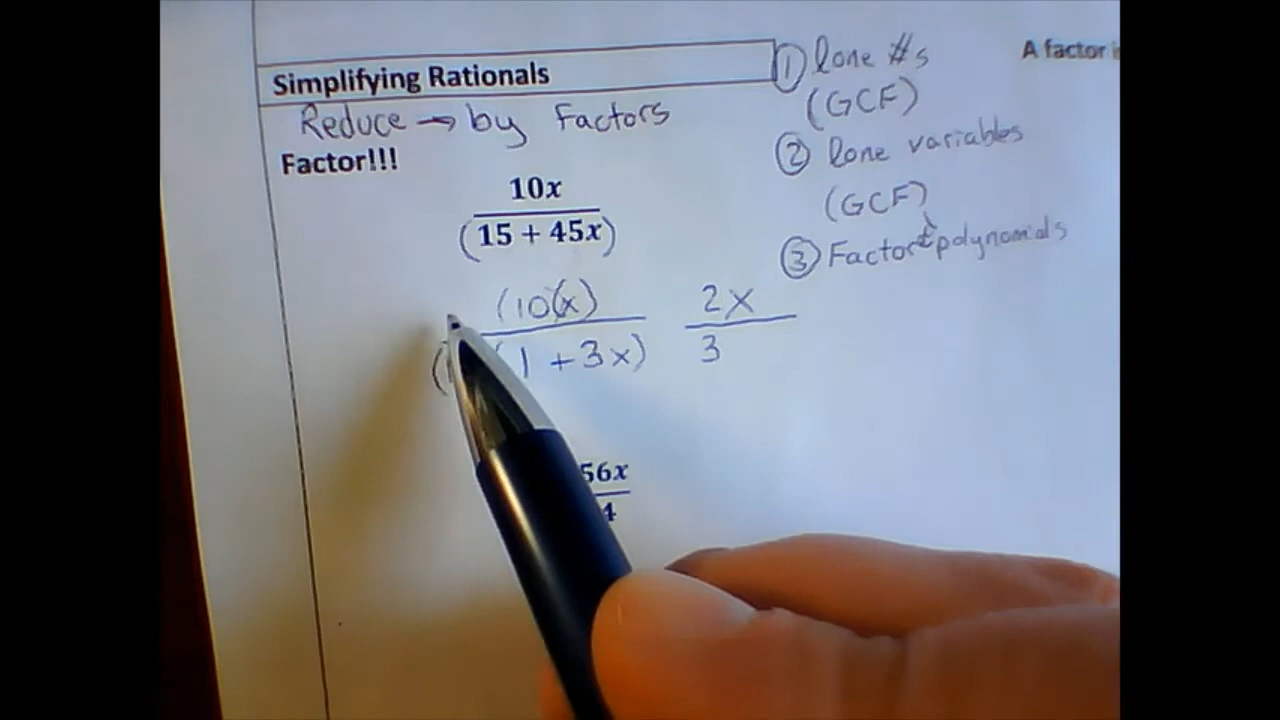 Simplifying Rationals
Reduce → by Factors
Factor!!!
10x
(15 + 45x)
(10(x)
( 1 + 3x)
2x
3
56x
4
① lone #s
(GCF)
② lone variables
(GCF)
③ Factor polynomials
A factor